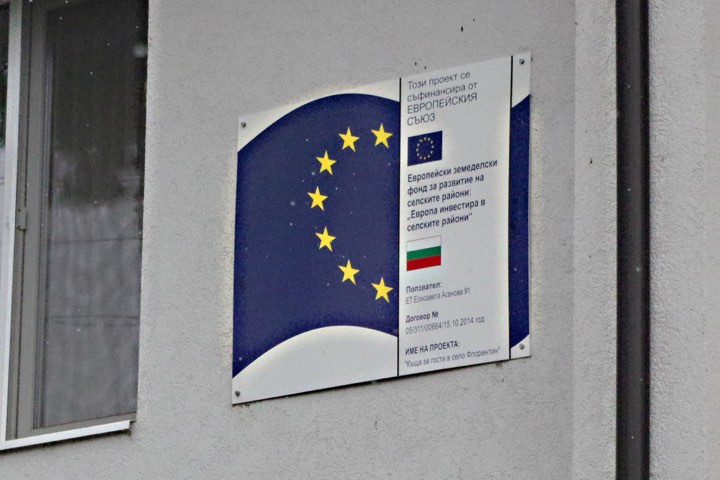 Този проект се
съфинансира от
ЕВРОПЕЙСКИЯ
СЪЮЗ
Европейски земеделски
фонд за развитие на
селските райони:
„Европа инвестира в
селските райони"
Ползвател:
ЕТ Елисавета Асенова 91
Договор №
05/311/00664/15.10.2014 год.
ИМЕ НА ПРОЕКТА:
"Къща за гости в село Флорентин"